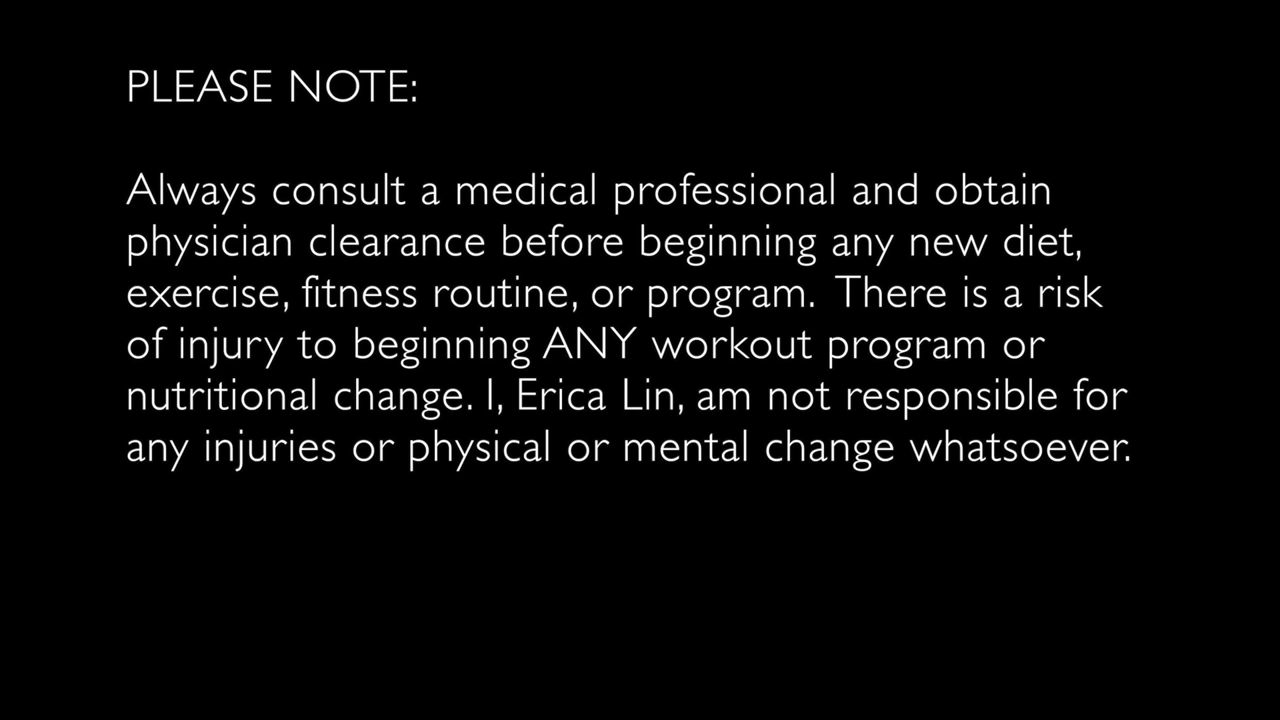 PLEASE NOTE:
Always consult a medical professional and obtain
physician clearance before beginning any new diet,
exercise, fitness routine, or program.  There is a risk
of injury to beginning ANY workout program or
nutritional change. I, Erica Lin, am not responsible for
any injuries or physical or mental change whatsoever.